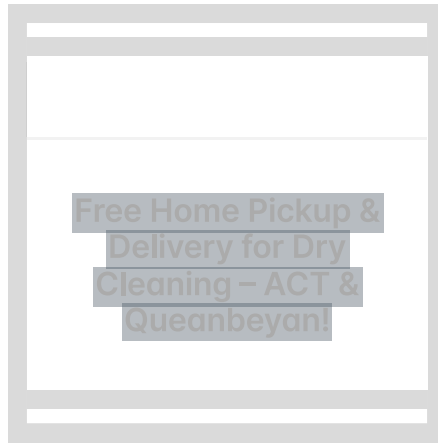 Free Home Pickup &
Delivery for Dry
Cleaning – ACT &
Queanbeyan!